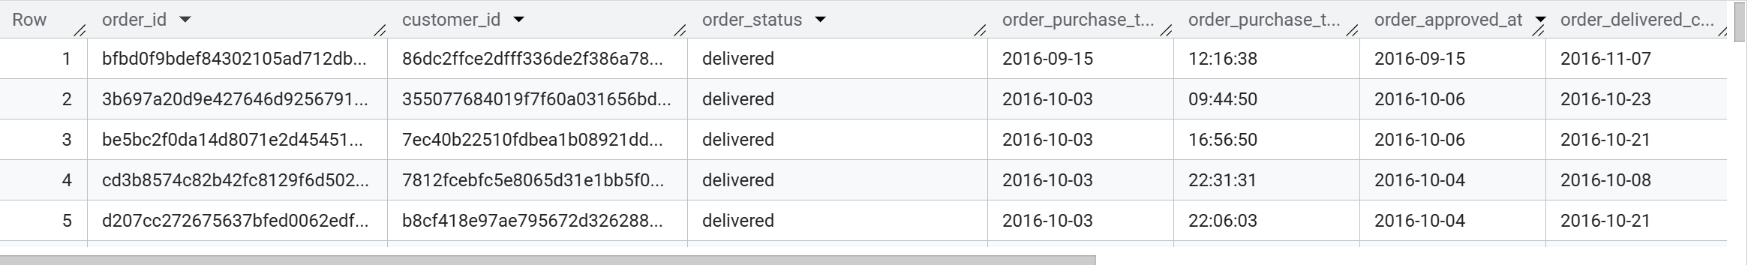 Row order_id customer_id order_status order_purchase_t... order_purchase_t... order_approved_at order_delivered_c...
1 bfbd0f9bdef84302105ad712db... 86dc2ffce2dfff336de2f386a78... delivered 2016-09-15 12:16:38 2016-09-15 2016-11-07
2 3b697a20d9e427646d9256791... 355077684019f7f60a031656bd... delivered 2016-10-03 09:44:50 2016-10-06 2016-10-23
3 be5bc2f0da14d8071e2d45451... 7ec40b22510fdbea1b08921dd... delivered 2016-10-03 16:56:50 2016-10-06 2016-10-21
4 cd3b8574c82b42fc8129f6d502... 7812fcebfc5e8065d31e1bb5f0... delivered 2016-10-03 22:31:31 2016-10-04 2016-10-08
5 d207cc272675637bfed0062edf... b8cf418e97ae795672d326288... delivered 2016-10-03 22:06:03 2016-10-04 2016-10-21